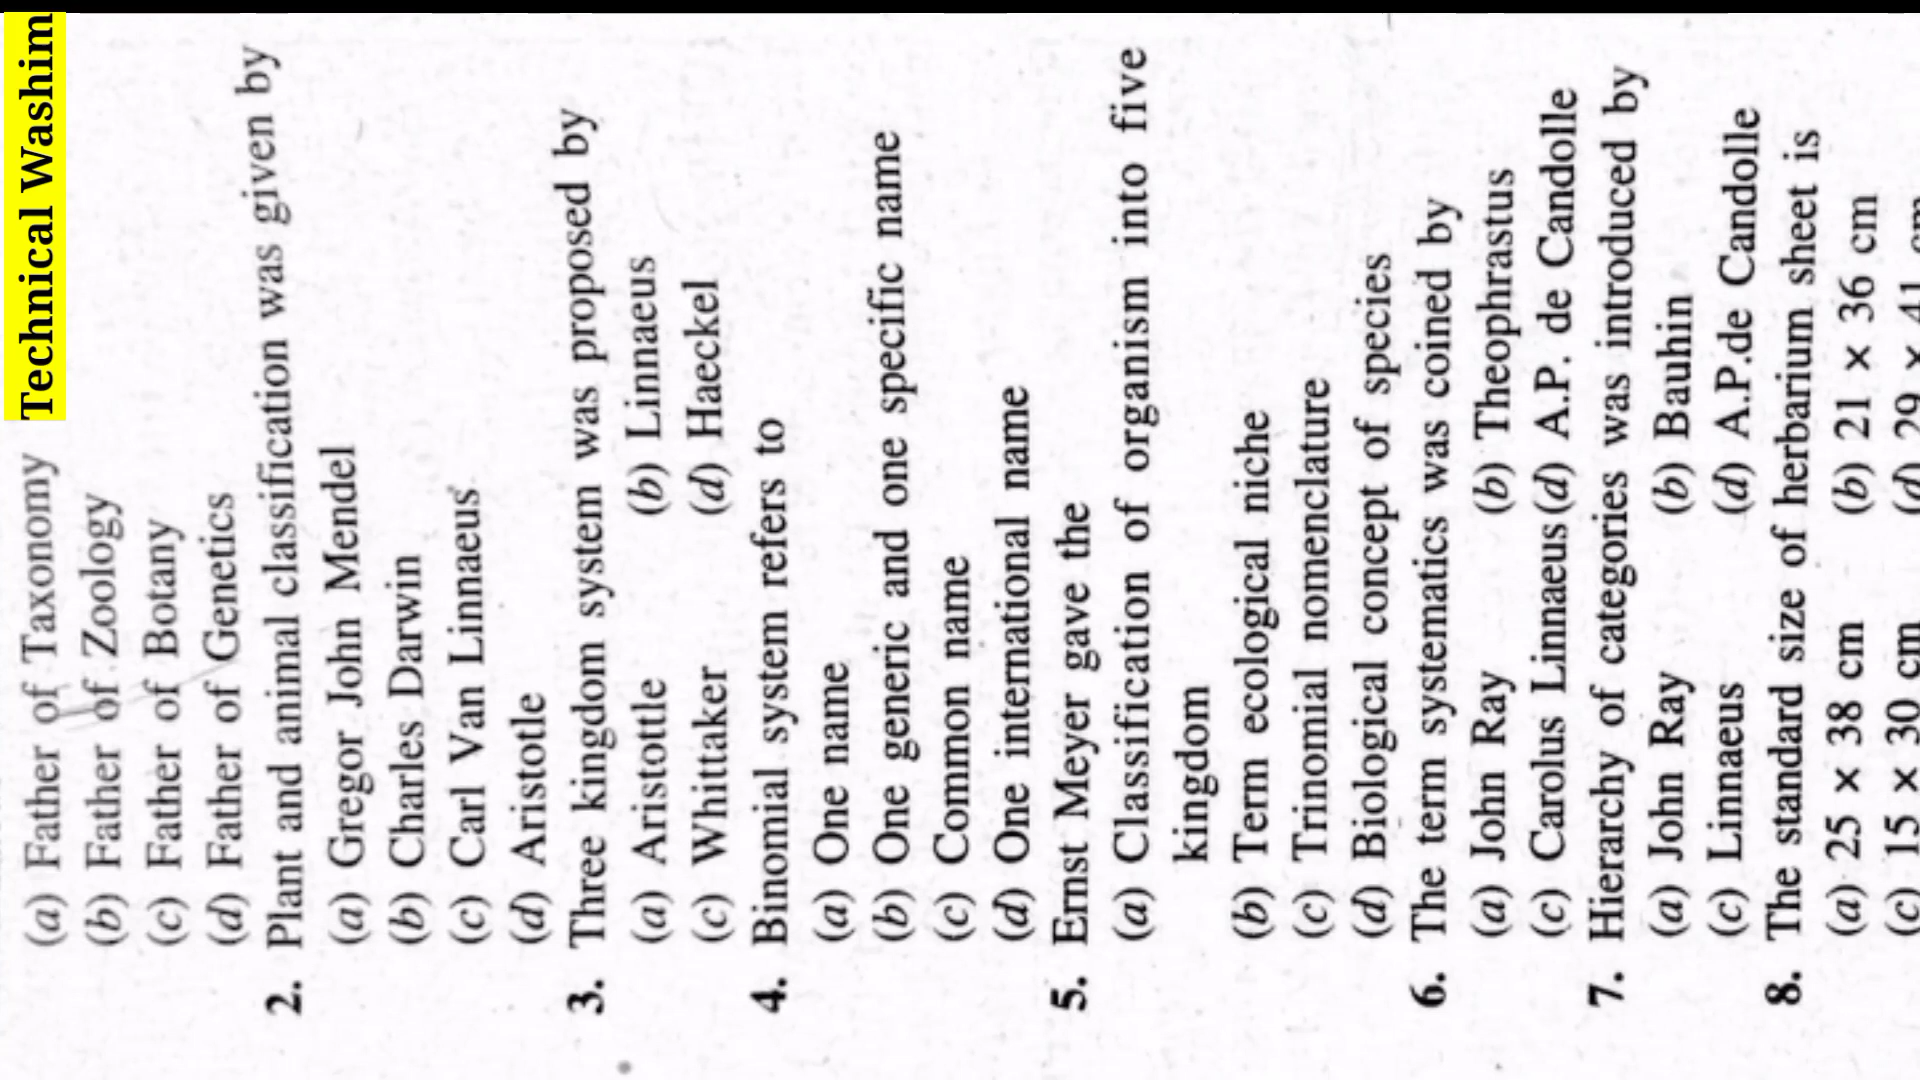 Technical Washim
(a) Father of Taxonomy
(b) Father of Zoology
(c) Father of Botany
(d) Father of Genetics
2. Plant and animal classification was given by
(a) Gregor John Mendel
(b) Charles Darwin
(c) Carl Van Linnaeus
(d) Aristotle
3. Three kingdom system was proposed by
(a) Aristottle (b) Linnaeus
(c) Whittaker (d) Haeckel
4. Binomial system refers to
(a) One name
(b) One generic and one specific name
(c) Common name
(d) One international name
5. Ernst Meyer gave the
(a) Classification of organism into five
kingdom
(b) Term ecological niche
(c) Trinomial nomenclature
(d) Biological concept of species
6. The term systematics was coined by
(a) John Ray (b) Theophrastus
(c) Carolus Linnaeus (d) A.P. de Candolle
7. Hierarchy of categories was introduced by
(a) John Ray (b) Bauhin
(c) Linnaeus (d) A.P.de Candolle
8. The standard size of herbarium sheet is
(a) 25 × 38 cm (b) 21 × 36 cm
(c) 15 × 30 cm (d) 29 × 41 cm